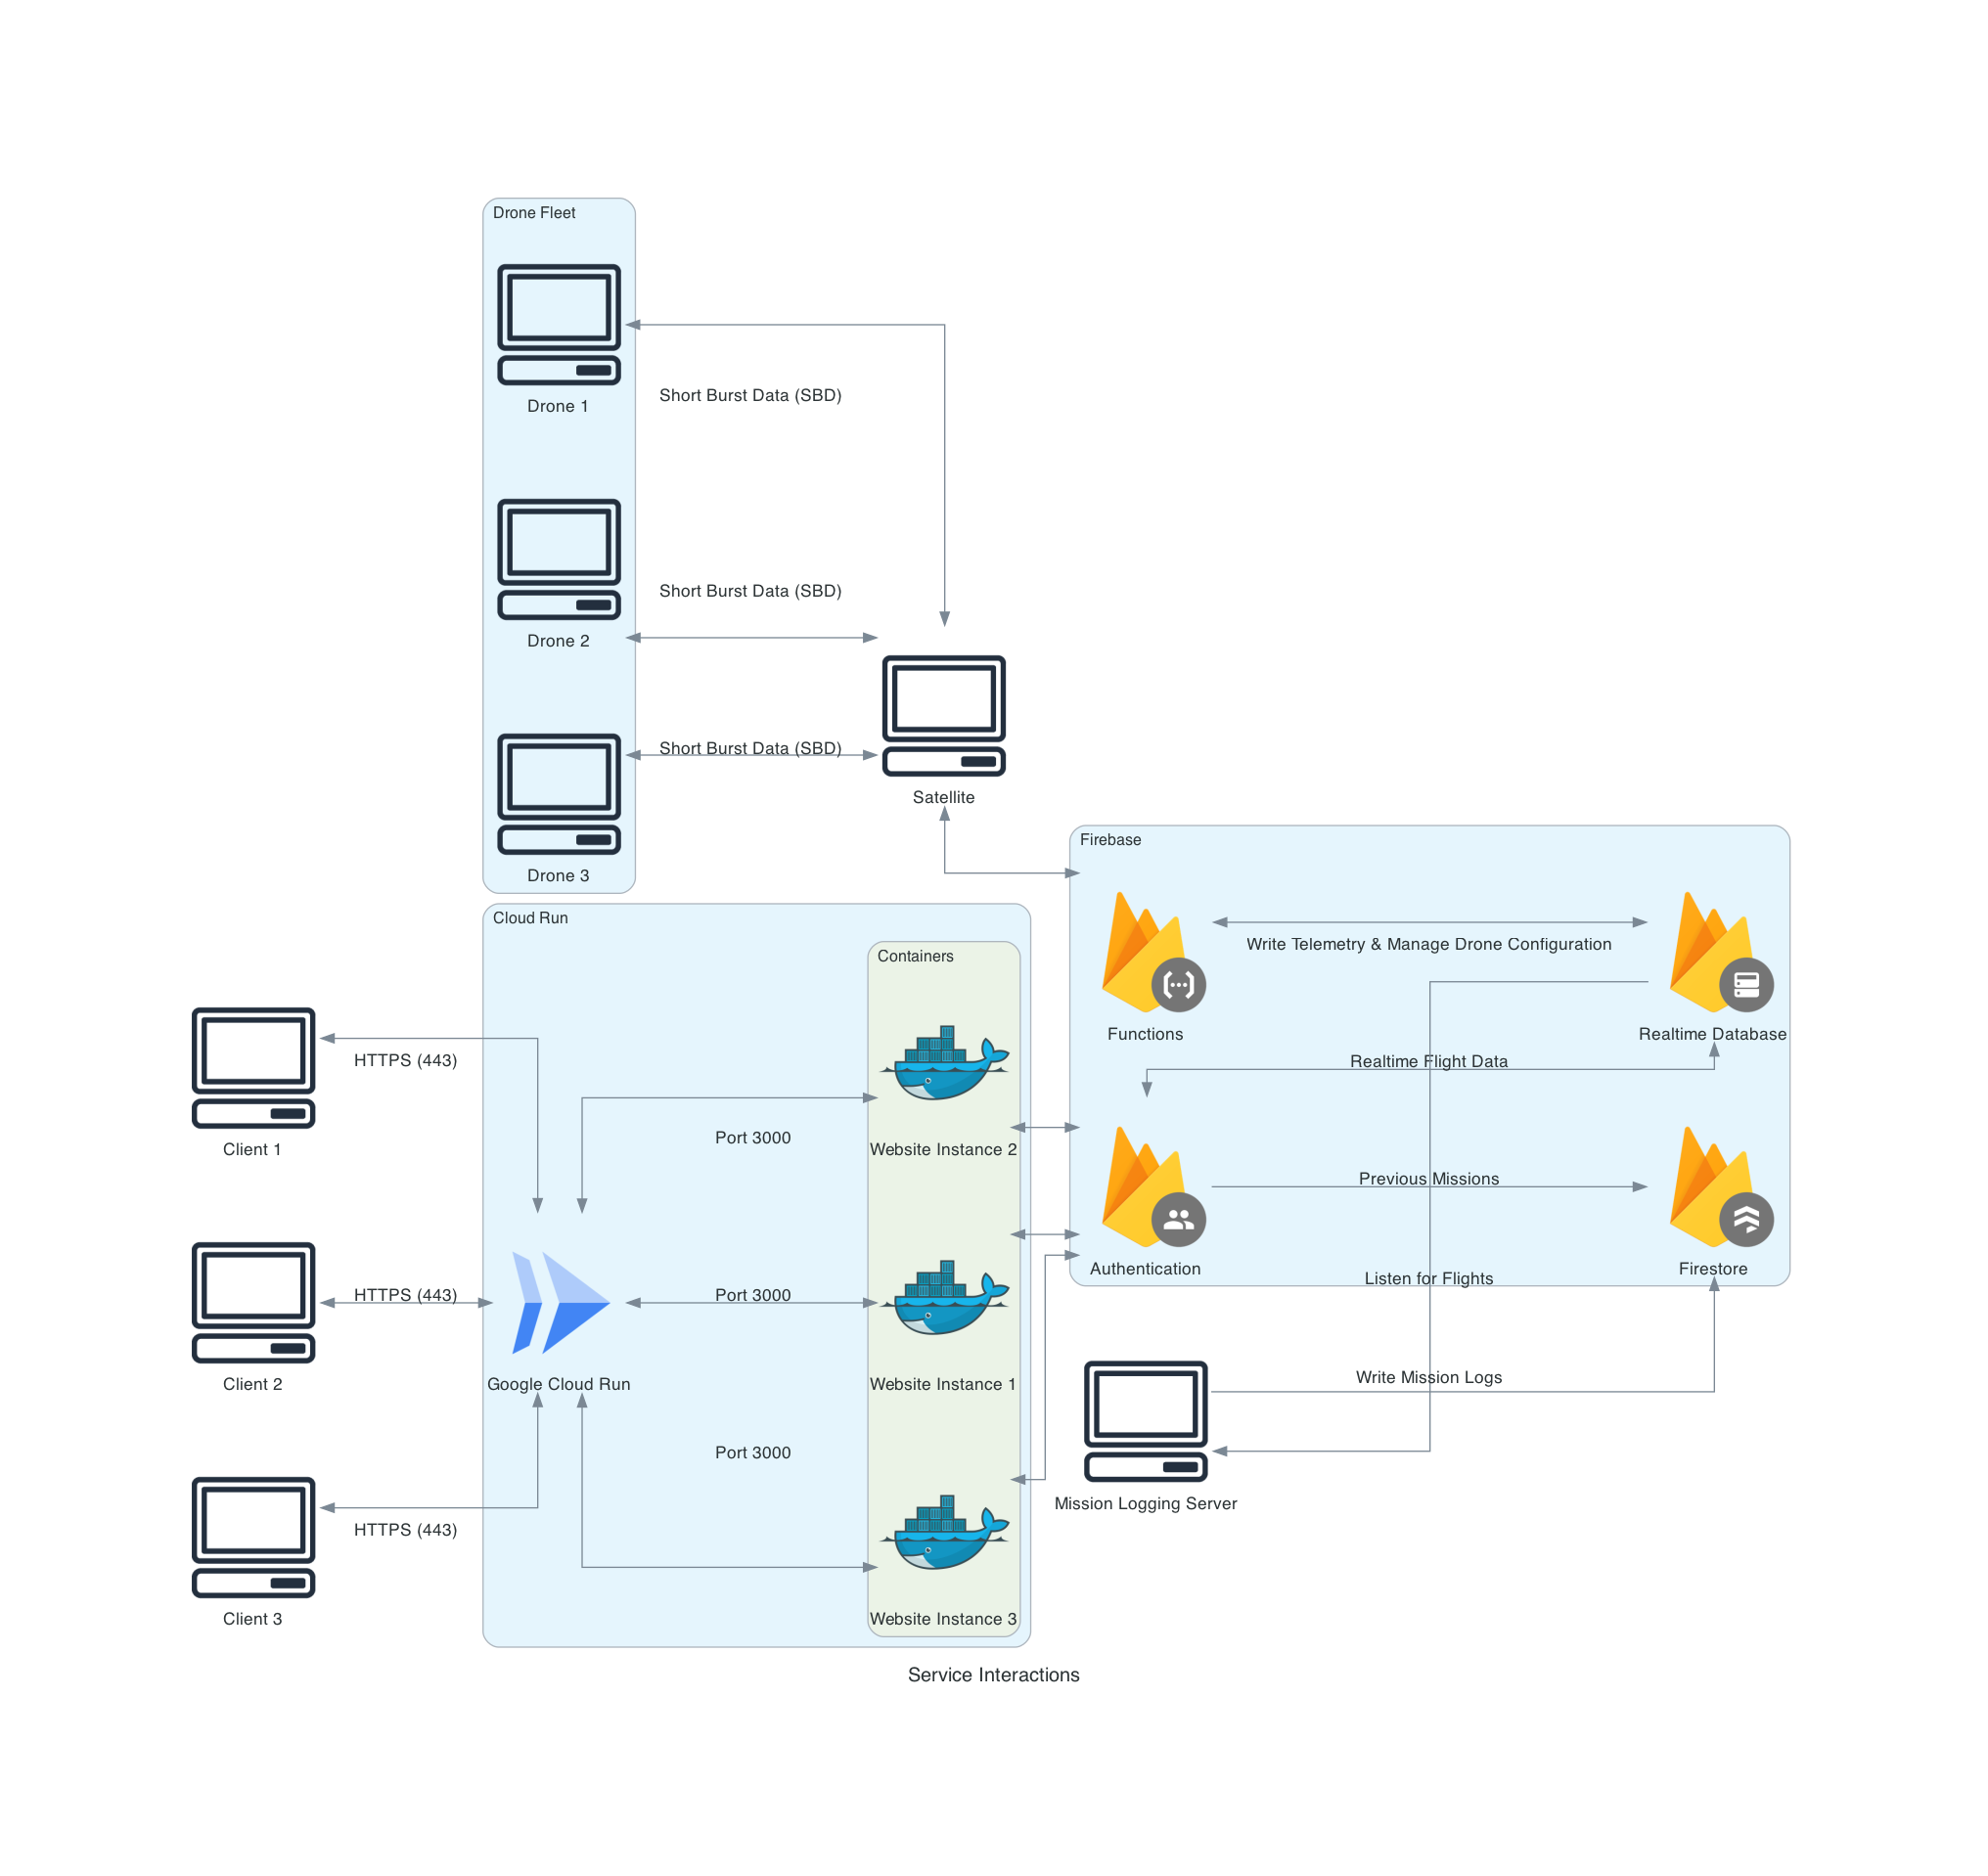 Drone Fleet
Drone 1
Short Burst Data (SBD)
Short Burst Data (SBD)
Drone 2
Short Burst Data (SBD)
Satellite
Drone 3
Firebase
Cloud Run
Write Telemetry & Manage Drone Configuration
Containers
Functions
Realtime Database
HTTPS (443)
Realtime Flight Data
Port 3000
Client 1
Website Instance 2
Previous Missions
Authentication
Firestore
Listen for Flights
HTTPS (443)
Port 3000
Write Mission Logs
Client 2
Google Cloud Run
Website Instance 1
Port 3000
Mission Logging Server
HTTPS (443)
Client 3
Website Instance 3
Service Interactions